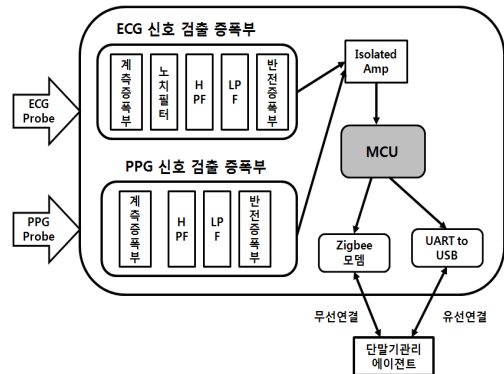 ECG 신호 검출 증폭부
계측증폭부
노치필터
H
PF
LP
F
반전증폭부
Isolated
Amp
ECG
Probe
MCU
PPG 신호 검출 증폭부
계측증폭부
H
PF
LP
F
반전증폭부
PPG
Probe
Zigbee
모뎀
UART to
USB
무선연결
유선연결
단말기관리
에이젼트